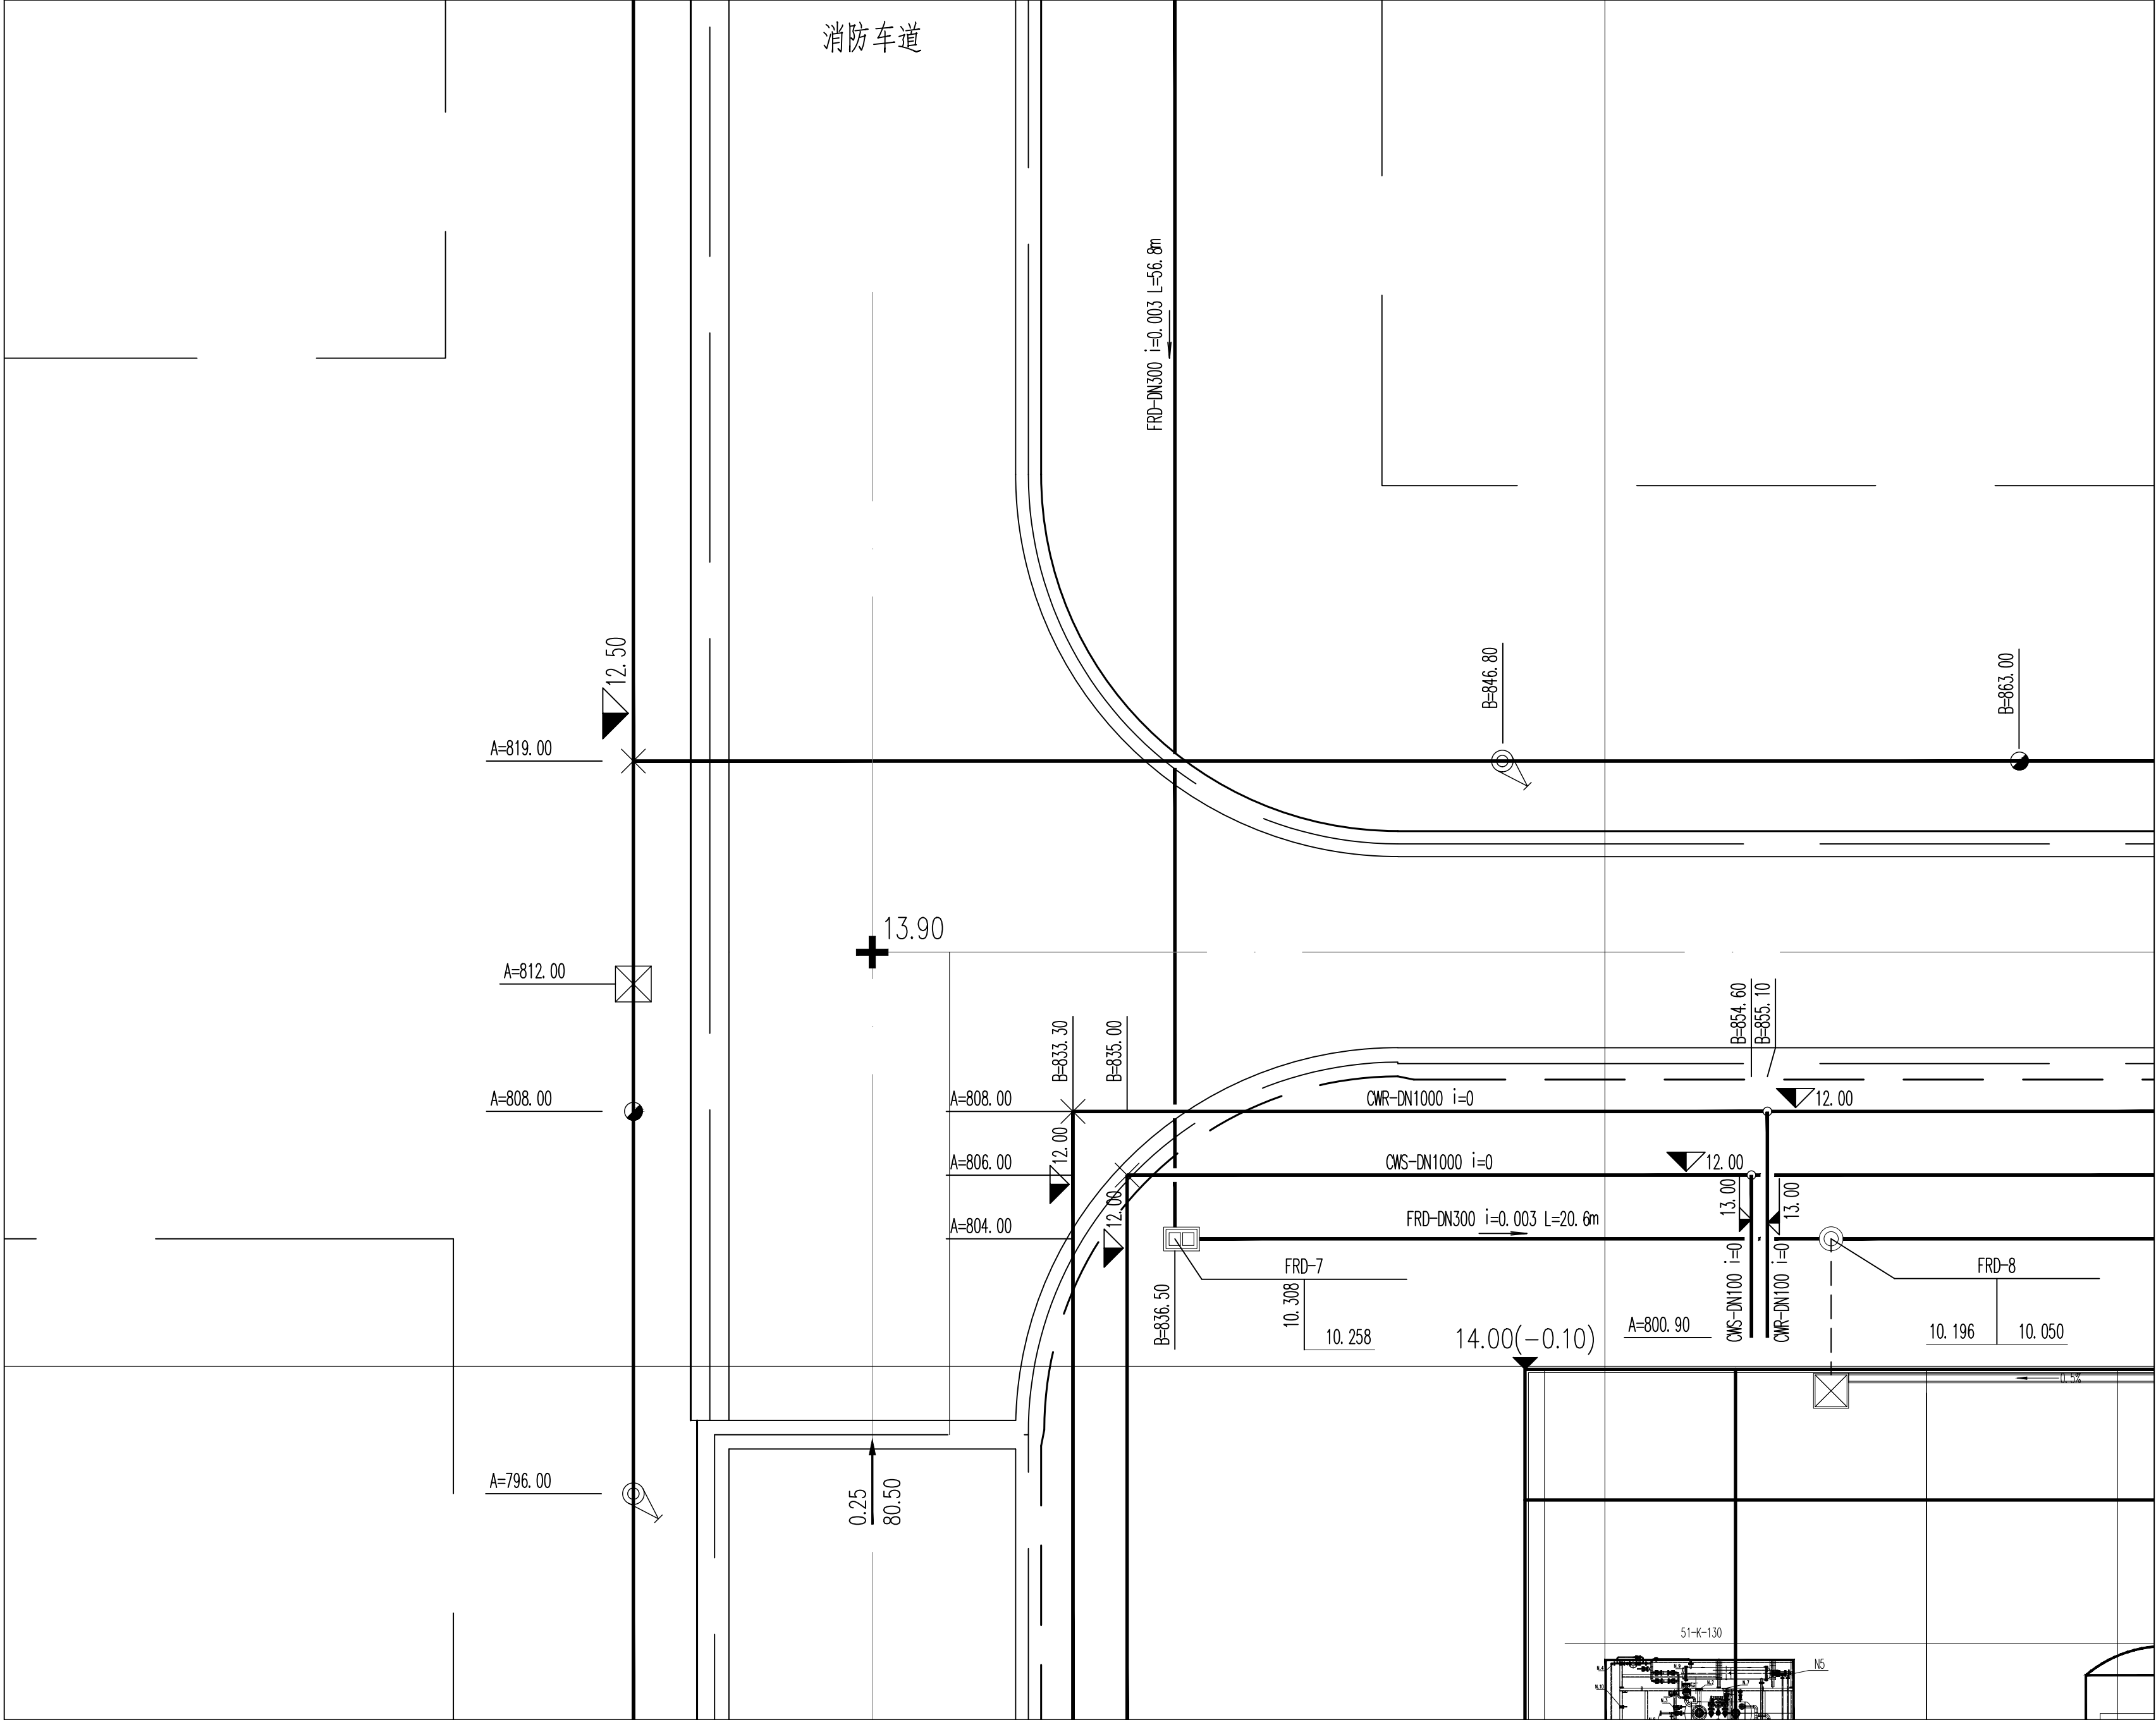 消防车道
FRD-DN300 i=0.003 L=56.8m
12.50
B=846.80
B=863.00
A=819.00
13.90
A=812.00
B=854.60
B=855.10
B=833.30
B=835.00
A=808.00
A=808.00
CWR-DN1000 i=0
12.00
12.00
A=806.00
CWS-DN1000 i=0
12.00
13.00
13.00
12.00
A=804.00
FRD-DN300 i=0.003 L=20.6m
FRD-7
FRD-8
CWS-DN100 i=0
CWR-DN100 i=0
B=836.50
10.308
10.258
A=800.90
10.196
10.050
14.00(-0.10)
0.5%
A=796.00
0.25
80.50
51-K-130
N5